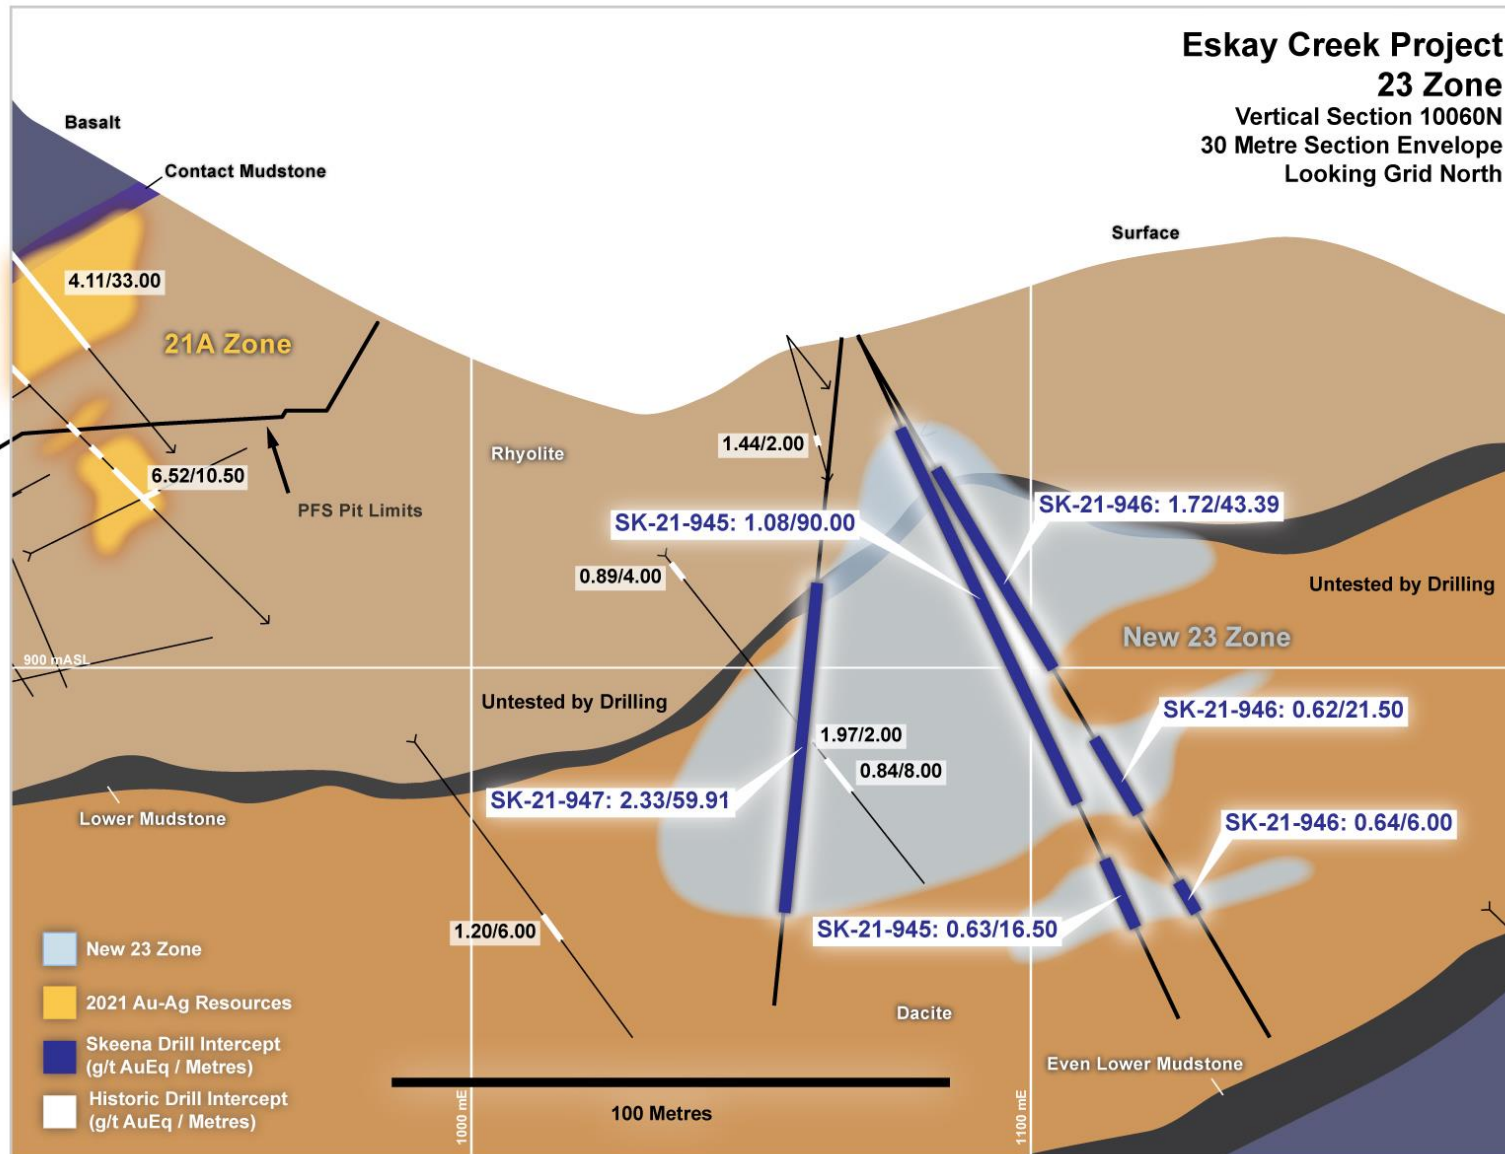 Eskay Creek Project
23 Zone
Vertical Section 10060N
30 Metre Section Envelope
Looking Grid North
Basalt
Contact Mudstone
Surface
4.11/33.00
21A Zone
1.44/2.00
Rhyolite
6.52/10.50
PFS Pit Limits
SK-21-946: 1.72/43.39
SK-21-945: 1.08/90.00
0.89/4.00
Untested by Drilling
New 23 Zone
900 mASL
Untested by Drilling
SK-21-946: 0.62/21.50
1.97/2.00
0.84/8.00
SK-21-947: 2.33/59.91
Lower Mudstone
SK-21-946: 0.64/6.00
1.20/6.00
SK-21-945: 0.63/16.50
New 23 Zone
2021 Au-Ag Resources
Dacite
Skeena Drill Intercept
(g/t AuEq / Metres)
Even Lower Mudstone
Historic Drill Intercept
(g/t AuEq / Metres)
100 Metres
1000 mE
1100 mE